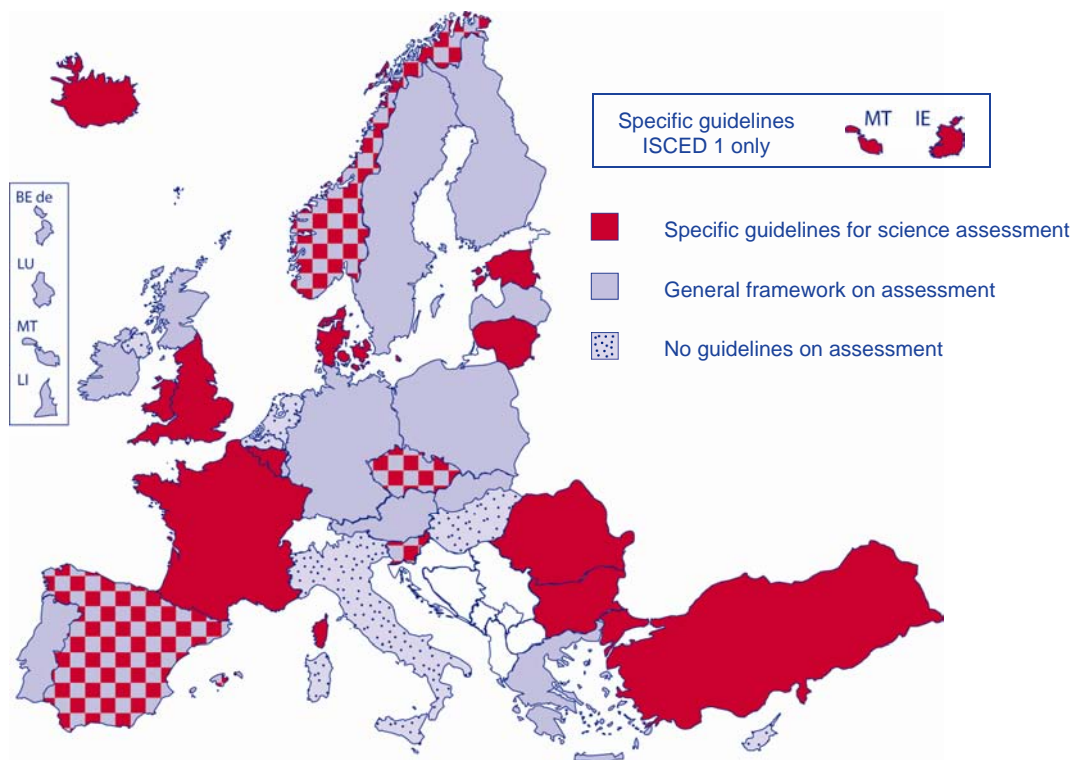 Specific guidelines
ISCED 1 only
MT IE
BE de
LU
MT
LI
Specific guidelines for science assessment
General framework on assessment
No guidelines on assessment